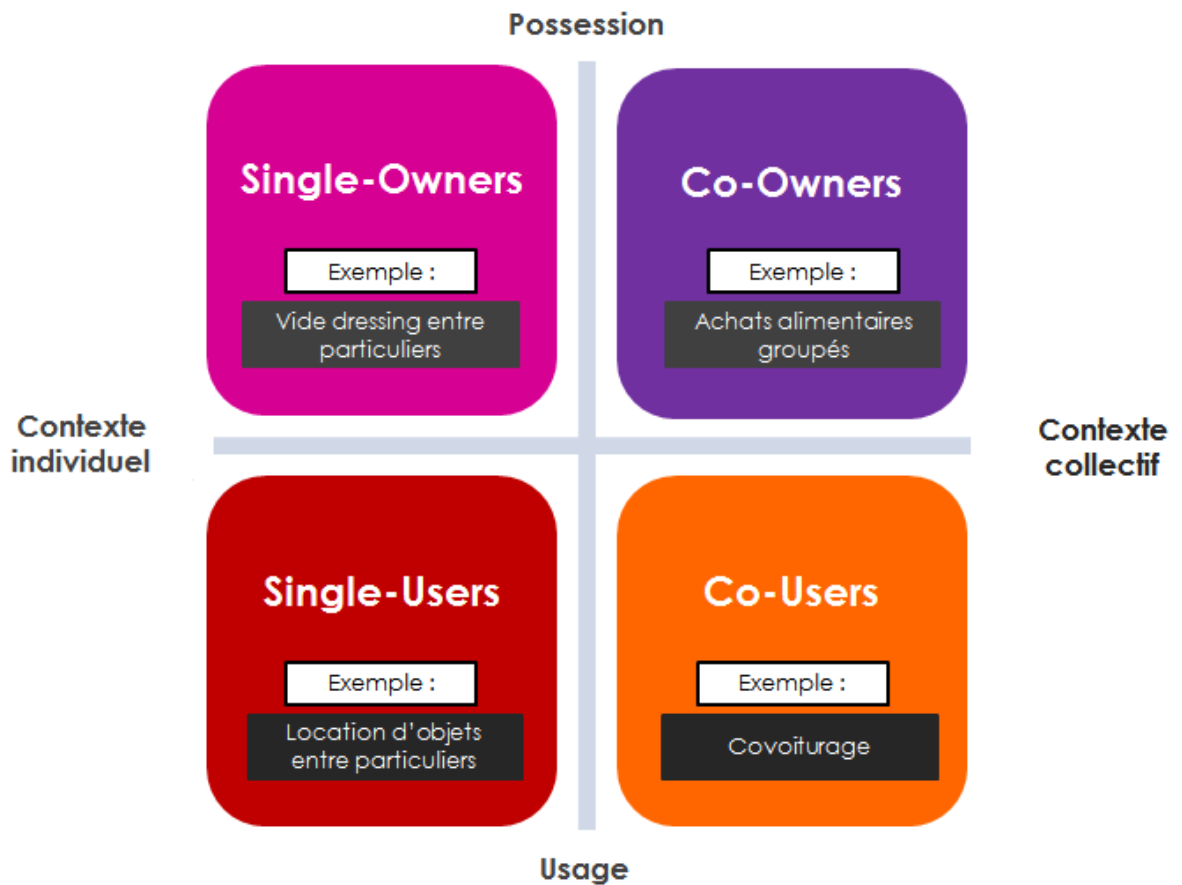 Possession
Single-Owners
Exemple :
Vide dressing entre
particuliers
Co-Owners
Exemple :
Achats alimentaires
groupés
Contexte
individuel
Contexte
collectif
Single-Users
Exemple :
Location d'objets
entre particuliers
Co-Users
Exemple :
Covoiturage
Usage